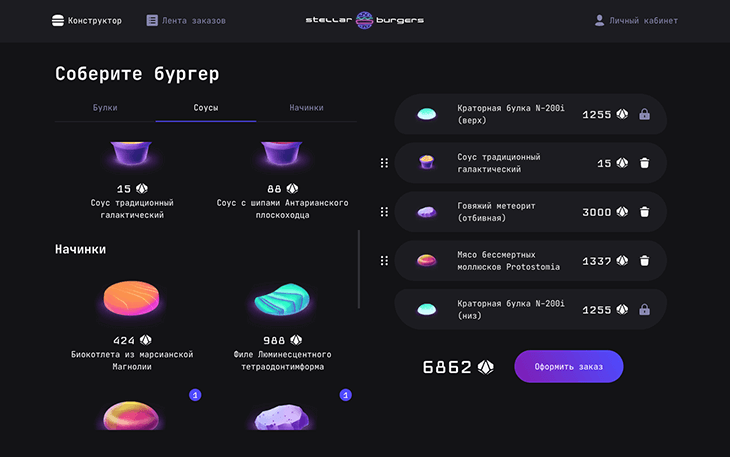 Конструктор
Лента заказов
stellar burgers
Личный кабинет
Соберите бургер
Булки
Соусы
Начинки
15
Соус традиционный
галактический
88
Соус с шипами Антарианского
плоскоходца
Начинки
424
Биокотлета из марсианской
Магнолии
988
Филе Люминесцентного
тетраодонтимформа
1
1
Краторная булка N-200i
(верх)
1255
Соус традиционный
галактический
15
Говяжий метеорит
(отбивная)
3000
Мясо бессмертных
моллюсков Protostomia
1337
Краторная булка N-200i
(низ)
1255
6862
Оформить заказ